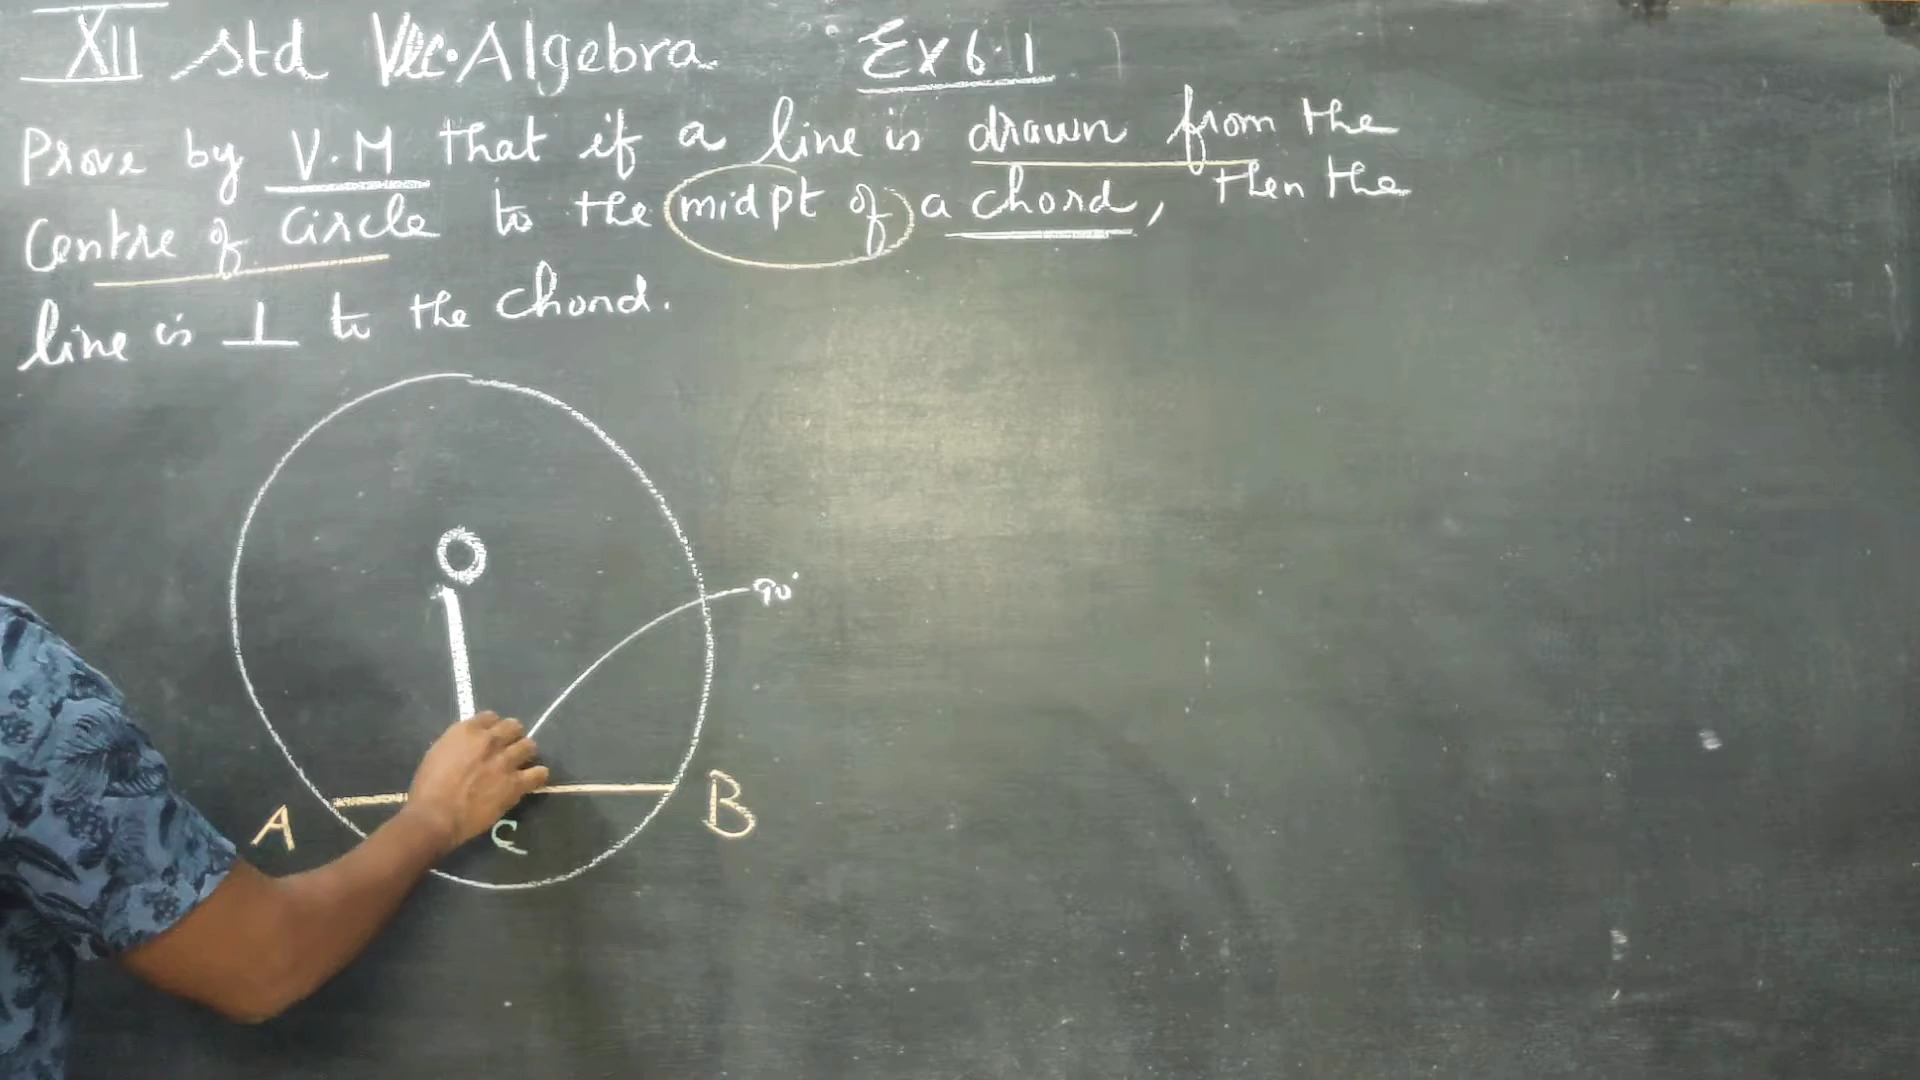 XII std Vec. Algebra Ex 6.1
Prove by V.M that if a line is drawn from the
Centre of Circle to the midpt of a chord, then the
line is ⊥ to the chord.
O
90°
A
C
B